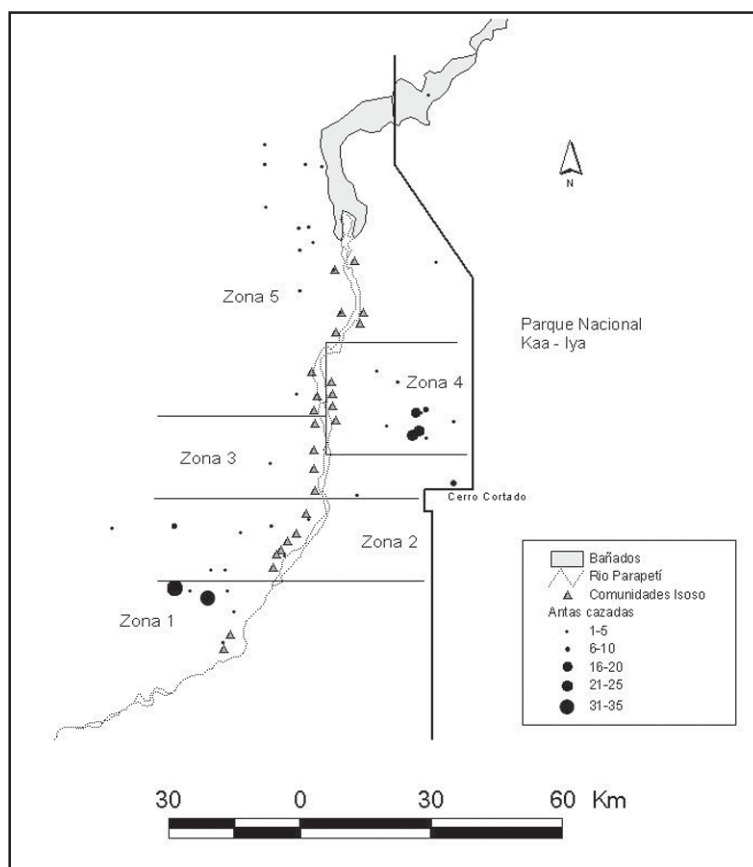 N
Zona 5
Parque Nacional
Kaa - Iya
Zona 4
Zona 3
Cerro Cortado
Zona 2
Zona 1
Bañados
Rio Parapetí
Comunidades Isoso
Antas cazadas
1-5
6-10
16-20
21-25
31-35
30 0 30 60 Km